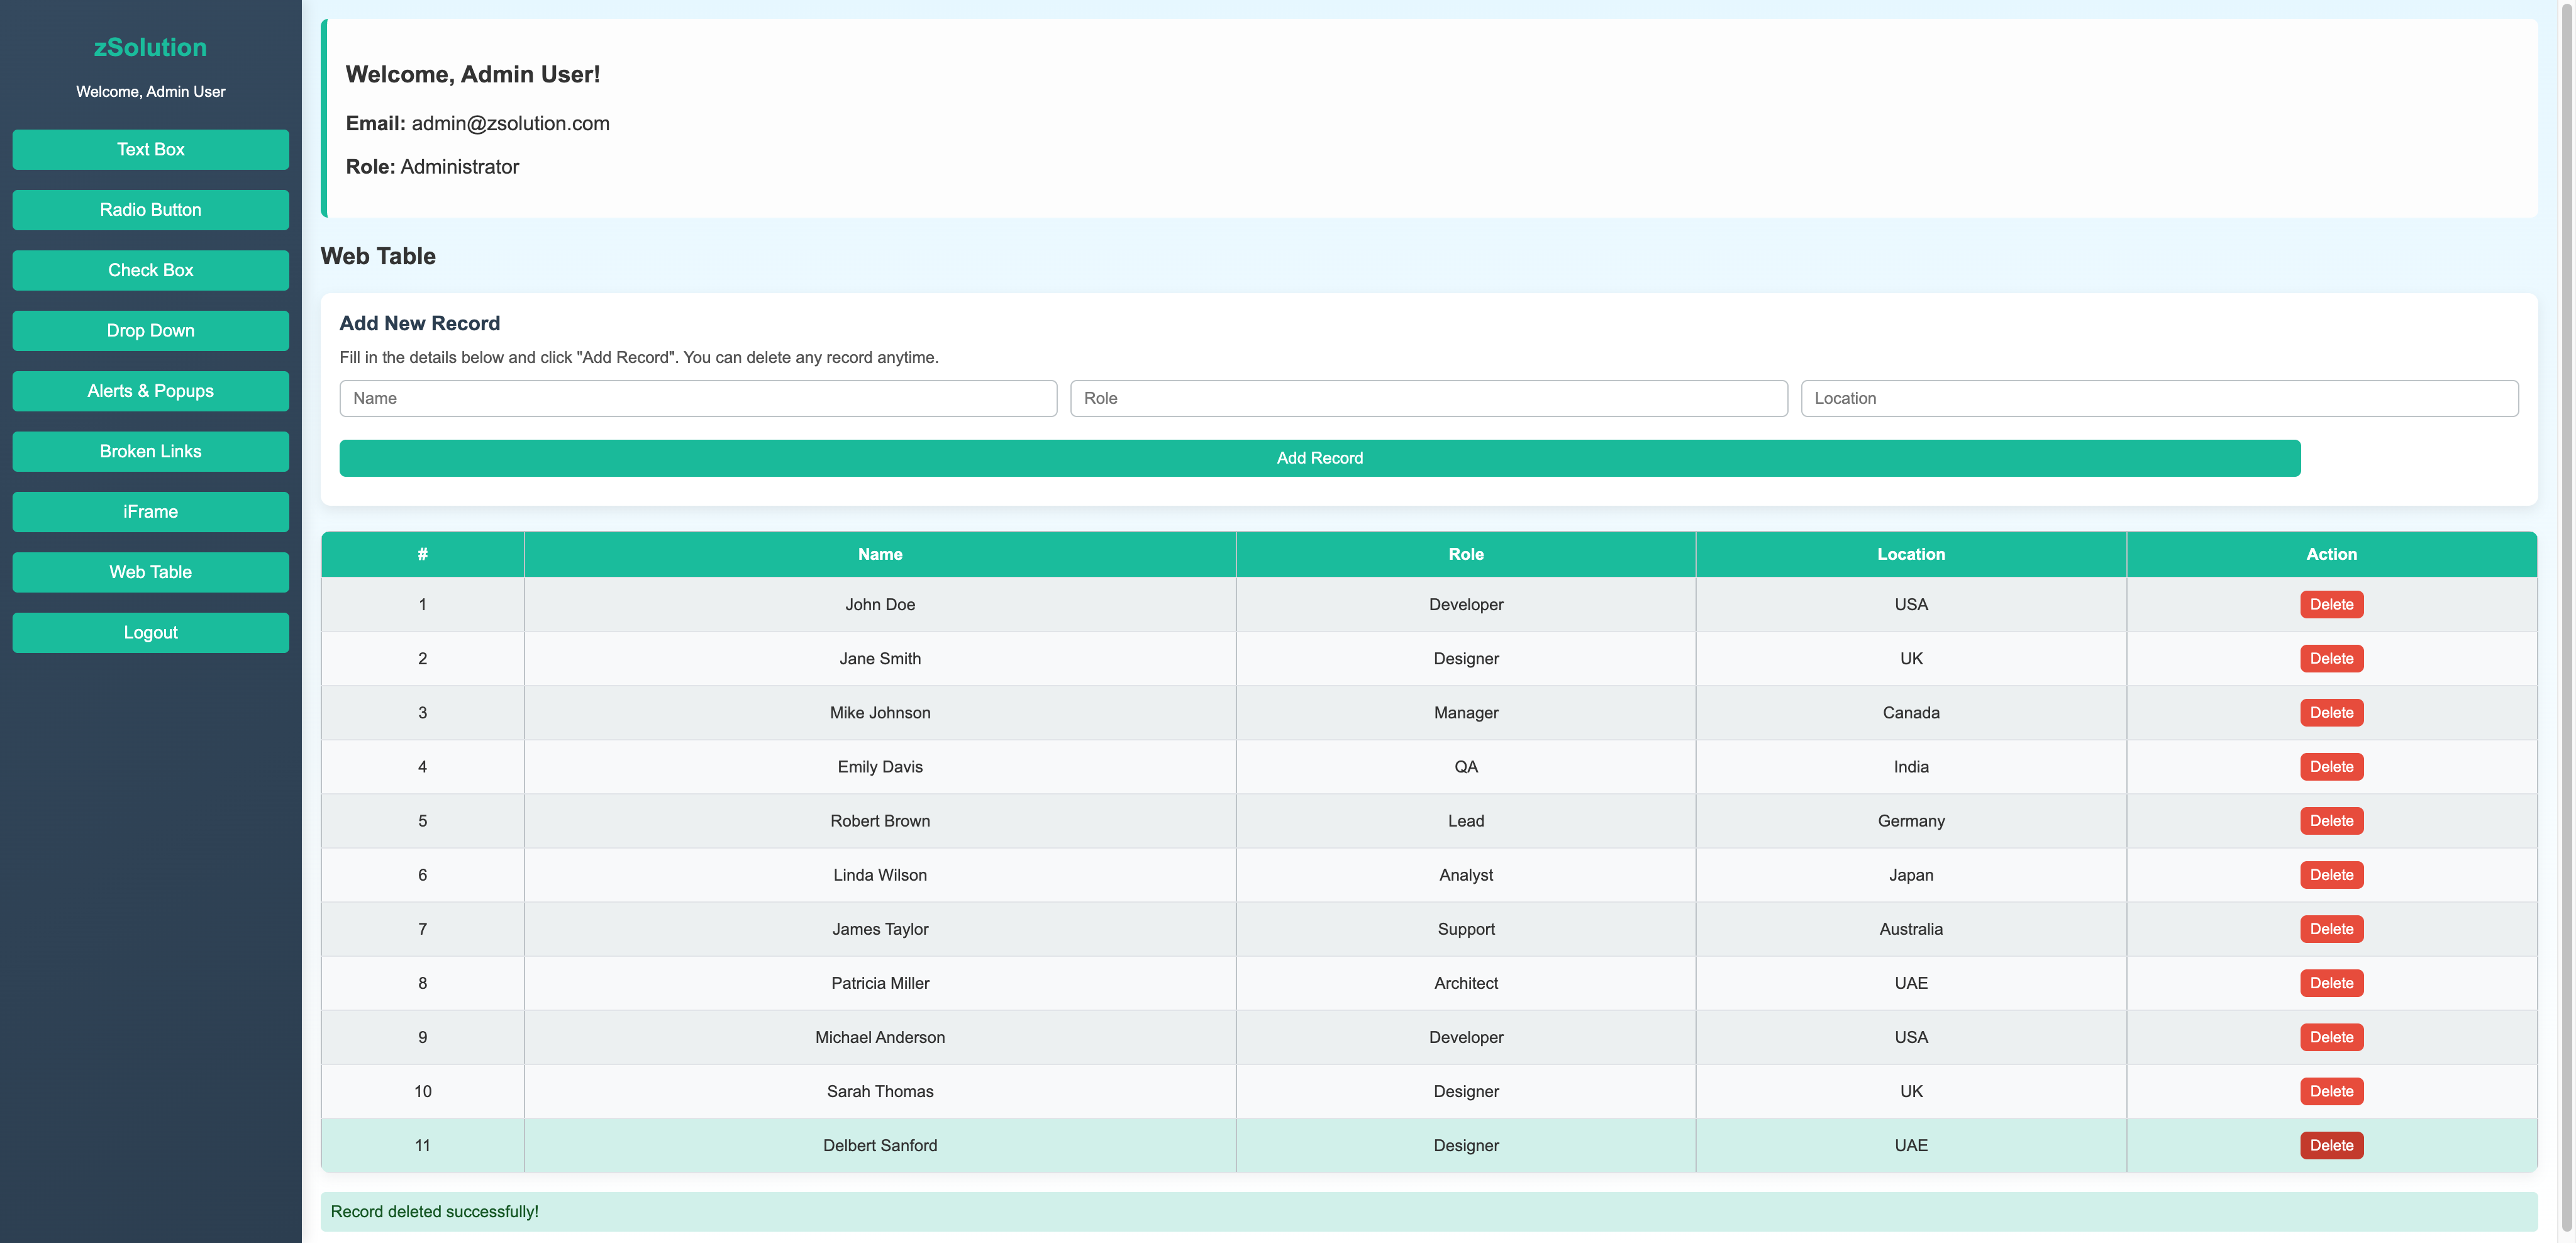 zSolution
Welcome, Admin User
Text Box
Radio Button
Check Box
Drop Down
Alerts & Popups
Broken Links
iFrame
Web Table
Logout
Welcome, Admin User!
Email: admin@zsolution.com
Role: Administrator
Web Table
Add New Record
Fill in the details below and click "Add Record". You can delete any record anytime.
Name Role Location
Add Record
# Name Role Location Action
1 John Doe Developer USA Delete
2 Jane Smith Designer UK Delete
3 Mike Johnson Manager Canada Delete
4 Emily Davis QA India Delete
5 Robert Brown Lead Germany Delete
6 Linda Wilson Analyst Japan Delete
7 James Taylor Support Australia Delete
8 Patricia Miller Architect UAE Delete
9 Michael Anderson Developer USA Delete
10 Sarah Thomas Designer UK Delete
11 Delbert Sanford Designer UAE Delete
Record deleted successfully!